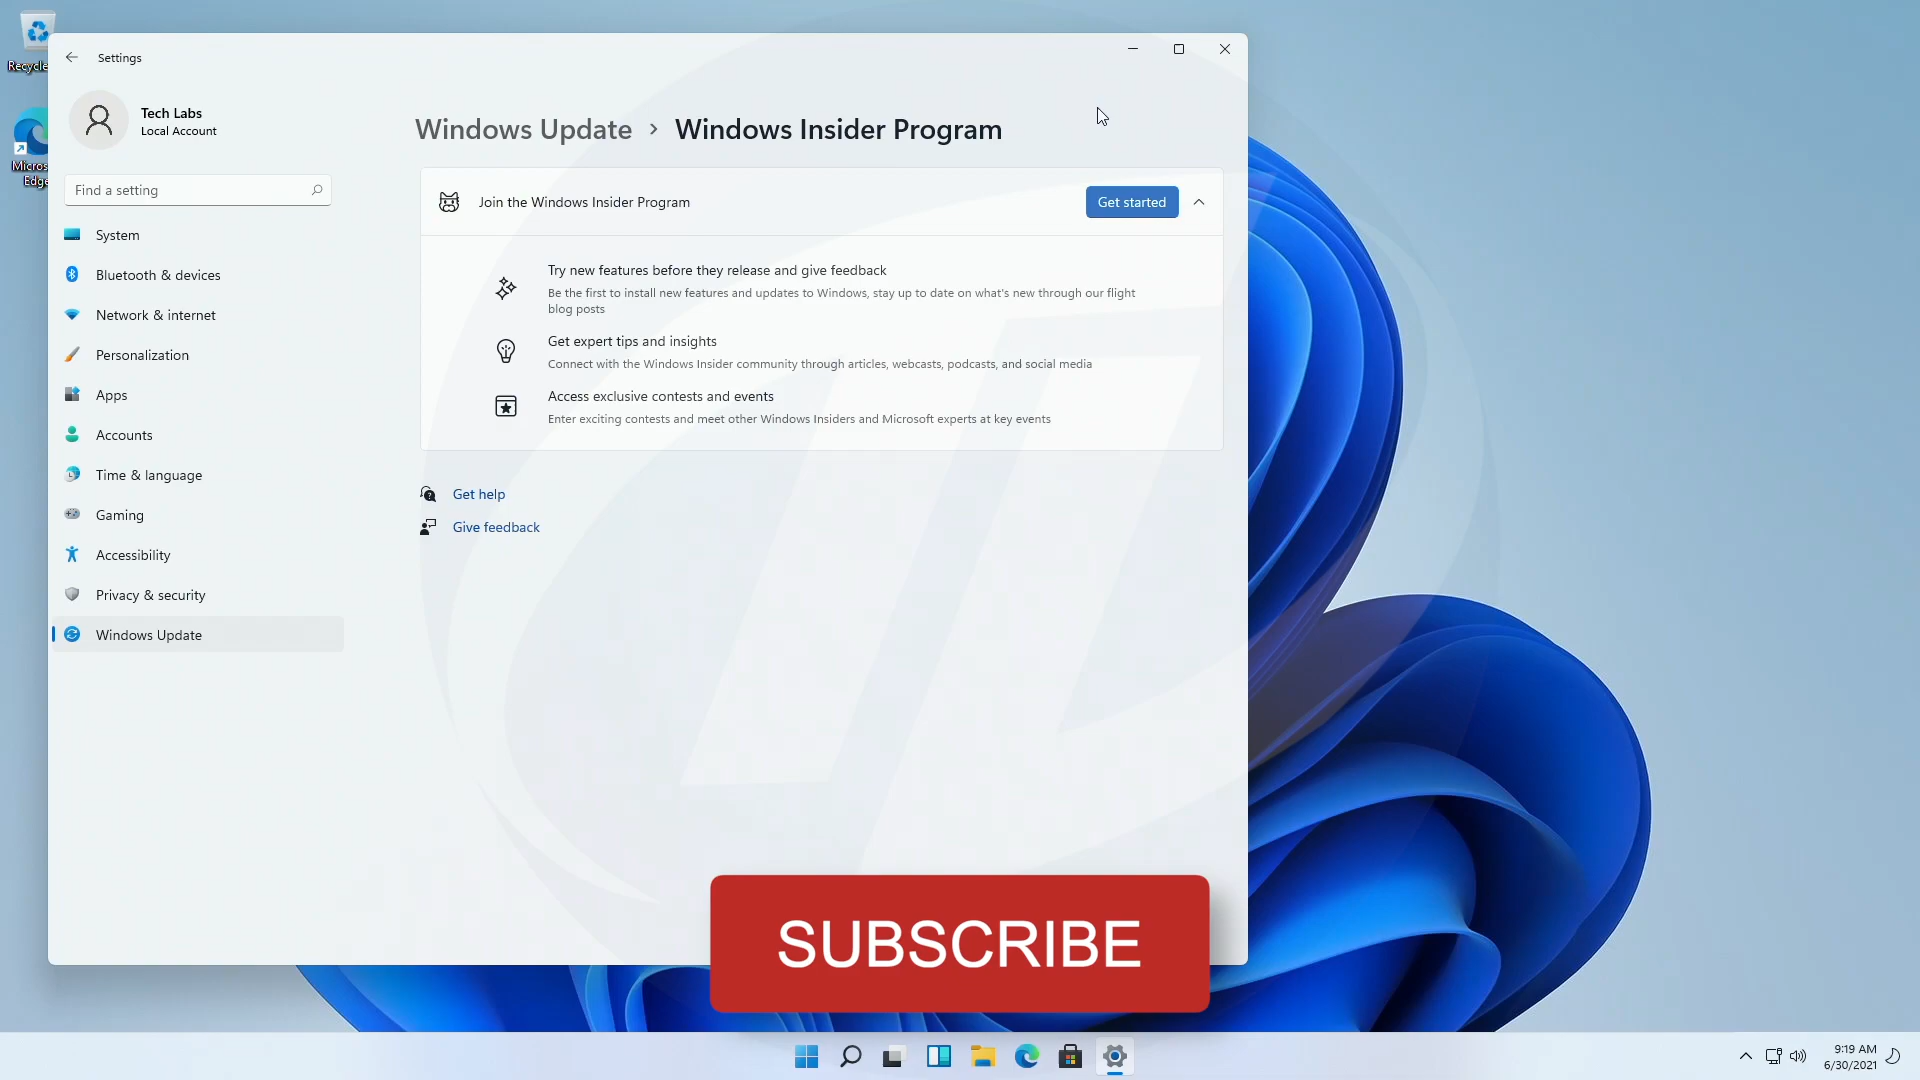 Recycle
Micros
Edge
Settings
Tech Labs
Local Account
Find a setting
System
Bluetooth & devices
Network & internet
Personalization
Apps
Accounts
Time & language
Gaming
Accessibility
Privacy & security
Windows Update
Windows Update › Windows Insider Program
Join the Windows Insider Program
Get started
Try new features before they release and give feedback
Be the first to install new features and updates to Windows, stay up to date on what's new through our flight
blog posts
Get expert tips and insights
Connect with the Windows Insider community through articles, webcasts, podcasts, and social media
Access exclusive contests and events
Enter exciting contests and meet other Windows Insiders and Microsoft experts at key events
Get help
Give feedback
SUBSCRIBE
9:19 AM
6/30/2021